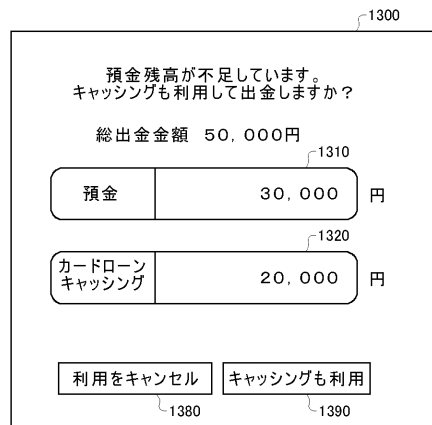 1300
預金残高が不足しています。
キャッシングも利用して出金しますか？
総出金金額 50,000円
1310
預金 30,000 円
1320
カードローン
キャッシング 20,000 円
利用をキャンセル キャッシングも利用
1380 1390